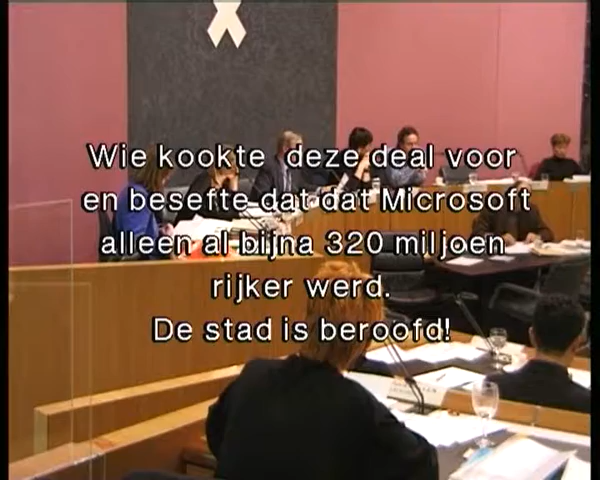 Wie kookte deze deal voor
en besefte dat dat Microsoft
alleen al bijna 320 miljoen
rijker werd.
De stad is beroofd!